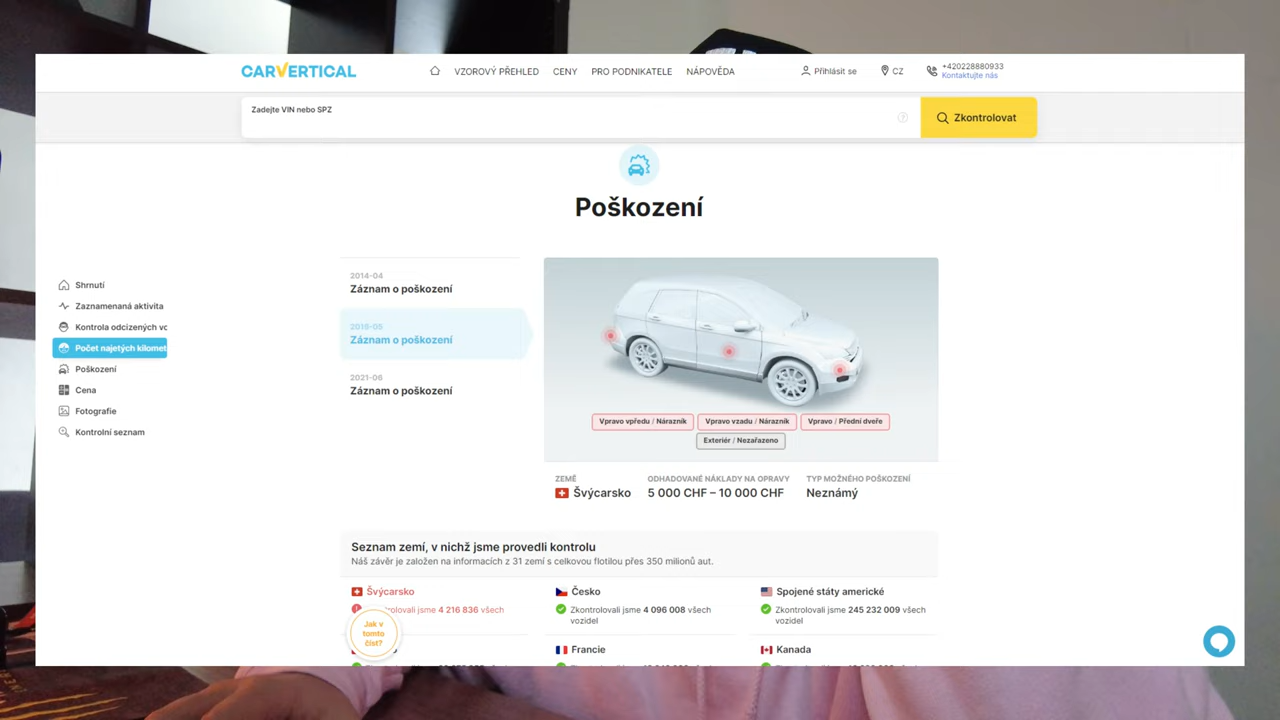 CARVERTICAL
VZOROVÝ PŘEHLED
CENY
PRO PODNIKATELE
NÁPOVĚDA
Přihlásit se
CZ
+420228880933
Kontaktujte nás
Zadejte VIN nebo SPZ
Zkontrolovat
Poškození
Shrnutí
Zaznamenaná aktivita
Kontrola odcizených vo
Počet najetých kilomet
Poškození
Cena
Fotografie
Kontrolní seznam
2014-04
Záznam o poškození
2019-05
Záznam o poškození
2021-06
Záznam o poškození
Vpravo vpředu / Nárazník
Vpravo vzadu / Nárazník
Vpravo / Přední dveře
Exteriér / Nezařazeno
ZEMĚ
Švýcarsko
ODHADOVANÉ NÁKLADY NA OPRAVY
5 000 CHF – 10 000 CHF
TYP MOŽNÉHO POŠKOZENÍ
Neznámý
Seznam zemí, v nichž jsme provedli kontrolu
Náš závěr je založen na informacích z 31 zemí s celkovou flotilou přes 350 milionů aut.
Švýcarsko
ntrolovali jsme 4 216 836 všech
Česko
Zkontrolovali jsme 4 096 008 všech
vozidel
Spojené státy americké
Zkontrolovali jsme 245 232 009 všech
vozidel
Jak v
tomto
číst?
Francie
Kanada